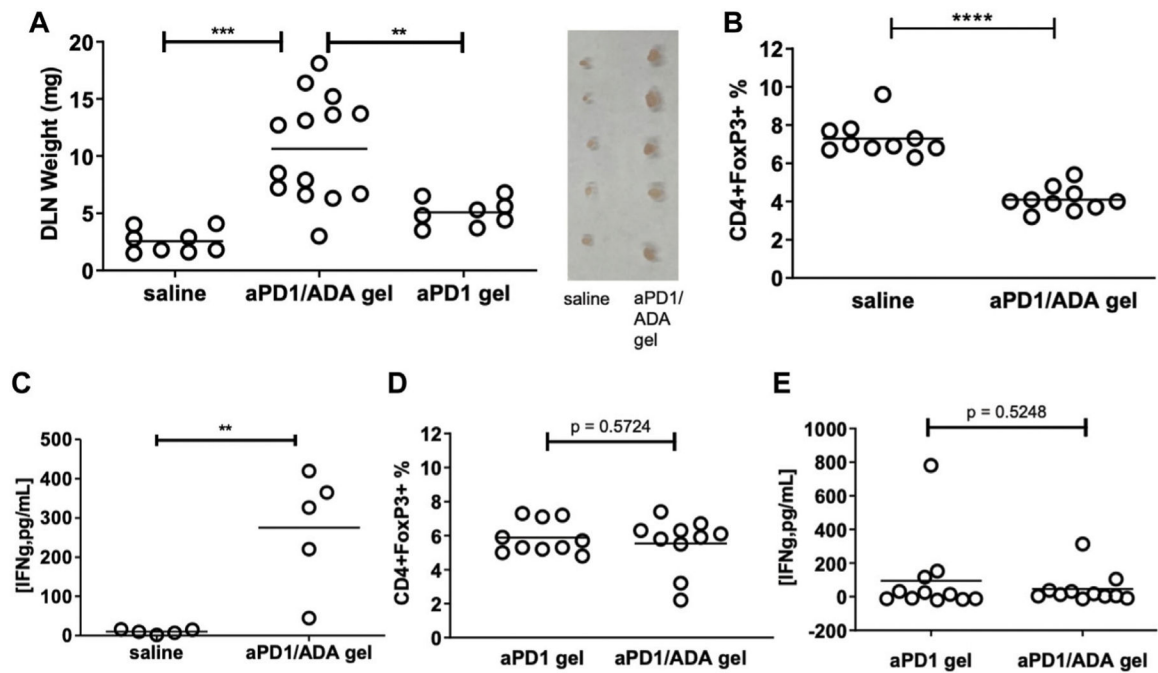 A
***
**
20
15
10
5
0
DLN Weight (mg)
saline
aPD1/ADA gel
aPD1 gel
saline
aPD1/
ADA
gel
B
****
12
10
8
6
4
2
0
CD4+FoxP3+ %
saline
aPD1/ADA gel
C
**
500
400
300
200
100
0
[IFNg,pg/mL]
saline
aPD1/ADA gel
D
p = 0.5724
12
10
8
6
4
2
0
CD4+FoxP3+ %
aPD1 gel
aPD1/ADA gel
E
p = 0.5248
1000
800
600
400
200
0
-200
[IFNg,pg/mL]
aPD1 gel
aPD1/ADA gel